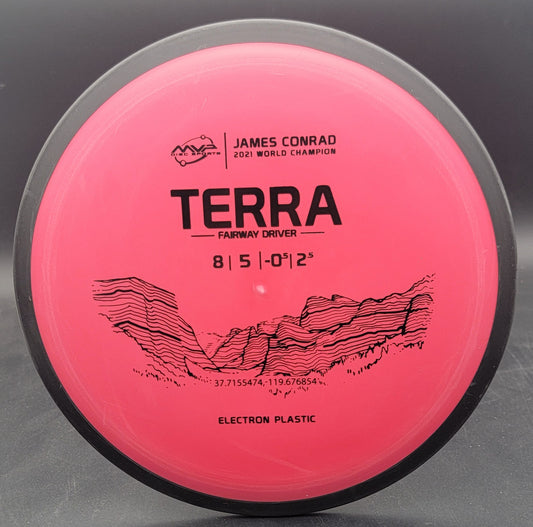 MVP
DISC SPORTS
JAMES CONRAD
2021 WORLD CHAMPION
TERRA
FAIRWAY DRIVER
8 | 5 | -0.5 | 2.5
37.7155474,-119.676854
ELECTRON PLASTIC